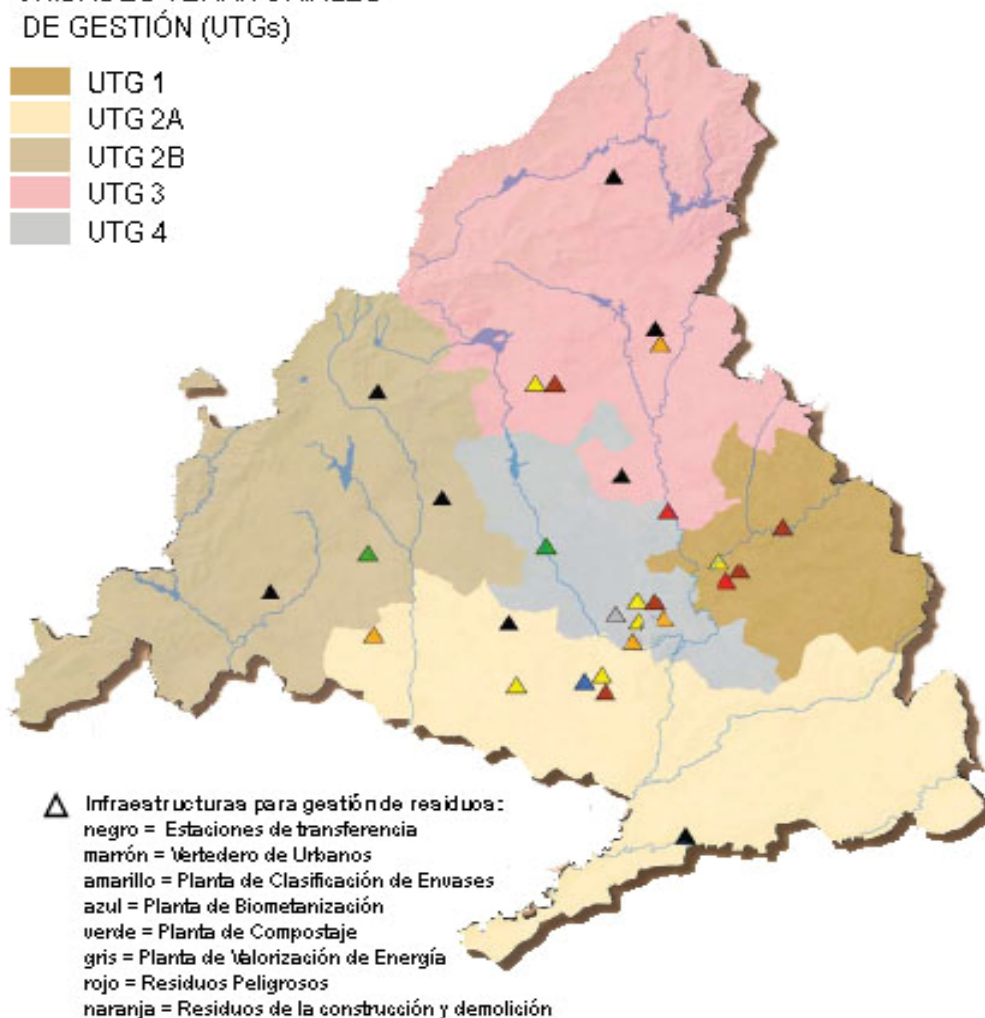 DE GESTIÓN (UTGs)
UTG 1
UTG 2A
UTG 2B
UTG 3
UTG 4
Infraestructuras para gestión de residuos:
negro = Estaciones de transferencia
marrón = Vertedero de Urbanos
amarillo = Planta de Clasificación de Envases
azul = Planta de Biometanización
verde = Planta de Compostaje
gris = Planta de Valorización de Energía
rojo = Residuos Peligrosos
naranja = Residuos de la construcción y demolición